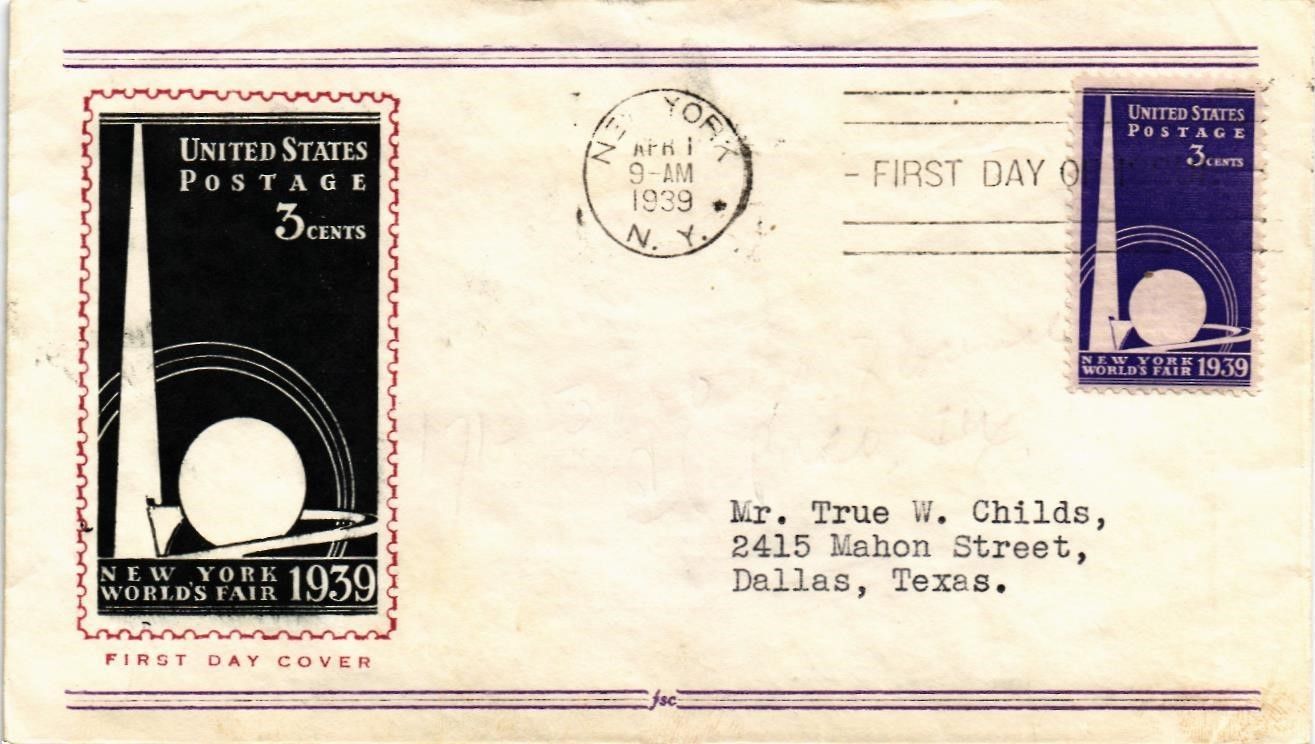 UNITED STATES
POSTAGE
3 CENTS
NEW YORK
WORLD'S FAIR 1939
FIRST DAY COVER
NEW YORK
APR 1
9-AM
1939
N. Y.
- FIRST DAY OF
UNITED STATES
POSTAGE
3 CENTS
NEW YORK
WORLD'S FAIR 1939
Mr. True W. Childs,
2415 Mahon Street,
Dallas, Texas.
fsc